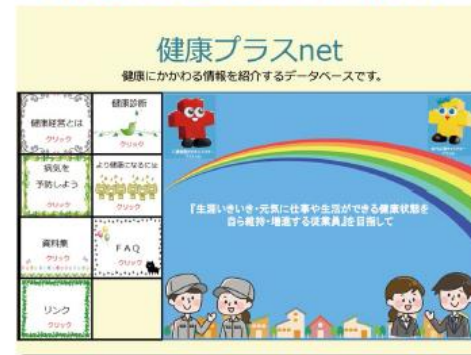 健康プラスnet
健康にかかわる情報を紹介するデータベースです。
健康経営とは
クリック
健康診断
クリック
病気を
予防しよう
クリック
より健康になるには
クリック
資料集
クリック
FAQ
クリック
リンク
クリック
『生涯いきいき・元気に仕事や生活ができる健康状態を
自ら維持・増進する従業員』を目指して